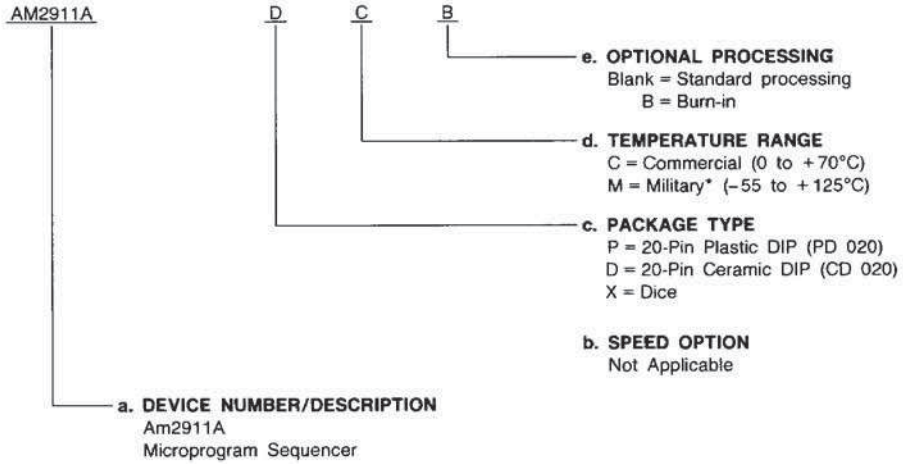 AM2911A D C B
e. OPTIONAL PROCESSING
Blank = Standard processing
B = Burn-in
d. TEMPERATURE RANGE
C = Commercial (0 to +70°C)
M = Military* (-55 to +125°C)
c. PACKAGE TYPE
P = 20-Pin Plastic DIP (PD 020)
D = 20-Pin Ceramic DIP (CD 020)
X = Dice
b. SPEED OPTION
Not Applicable
a. DEVICE NUMBER/DESCRIPTION
Am2911A
Microprogram Sequencer